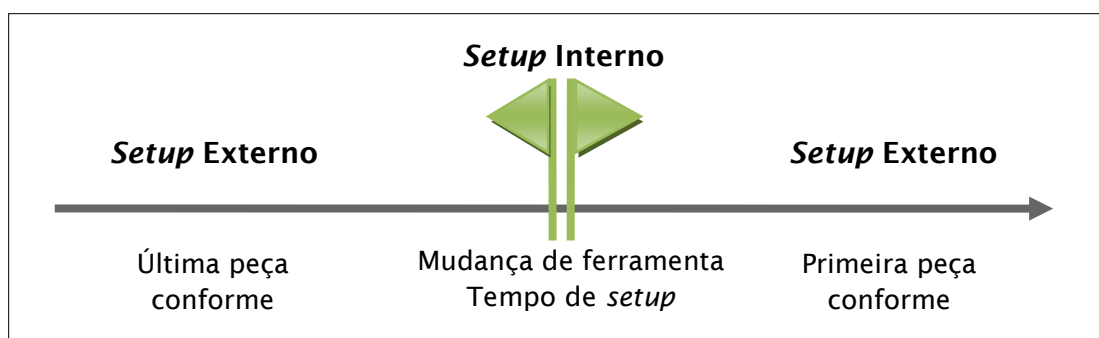 Setup Interno
Setup Externo
Setup Externo
Última peça
conforme
Mudança de ferramenta
Tempo de setup
Primeira peça
conforme